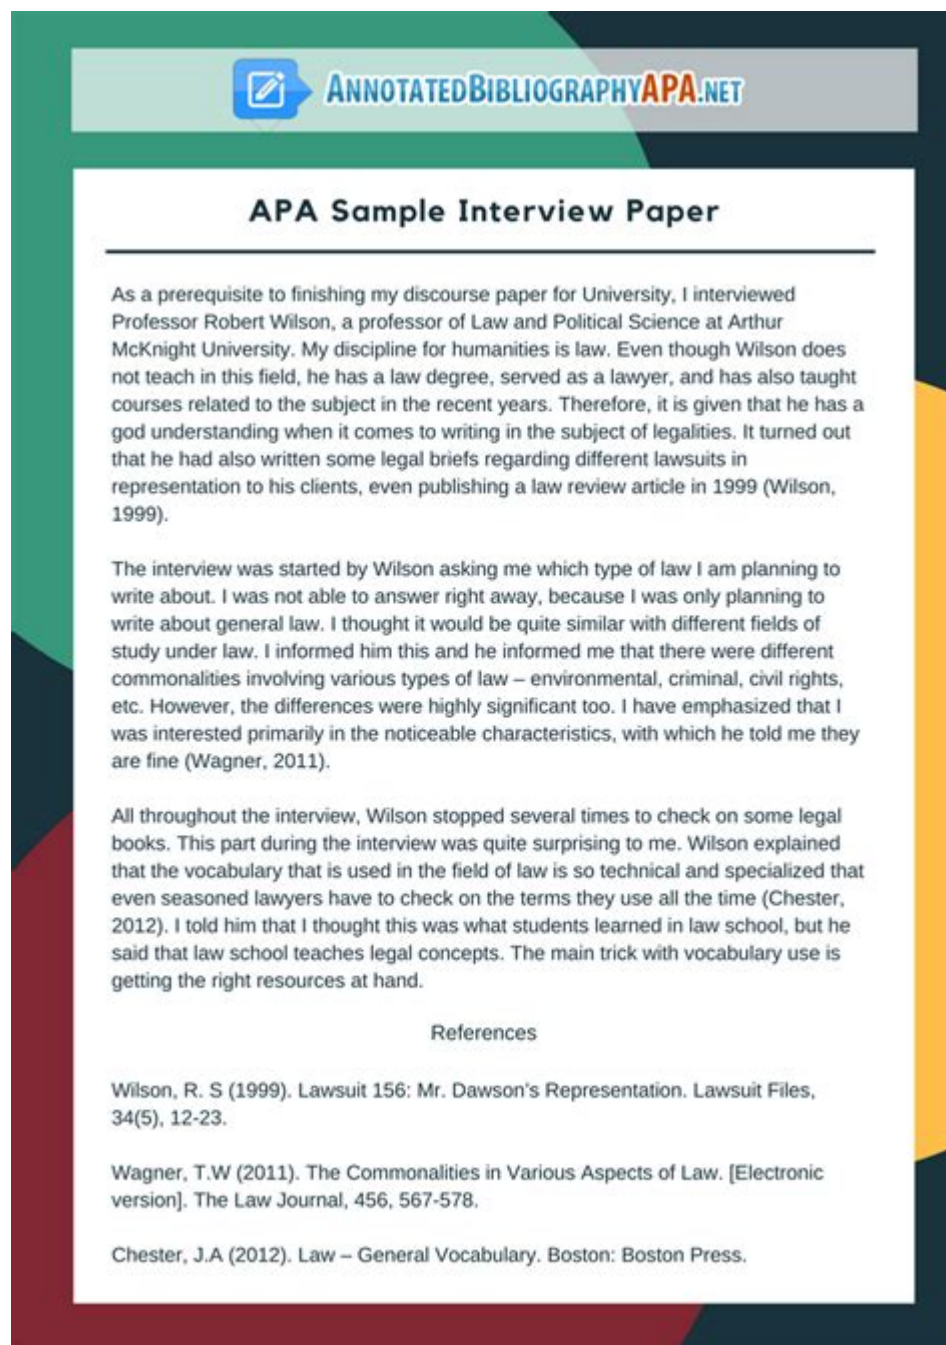 ANNOTATEDBIBLIOGRAPHYAPA.NET
APA Sample Interview Paper
As a prerequisite to finishing my discourse paper for University, I interviewed
Professor Robert Wilson, a professor of Law and Political Science at Arthur
McKnight University. My discipline for humanities is law. Even though Wilson does
not teach in this field, he has a law degree, served as a lawyer, and has also taught
courses related to the subject in the recent years. Therefore, it is given that he has a
god understanding when it comes to writing in the subject of legalities. It turned out
that he had also written some legal briefs regarding different lawsuits in
representation to his clients, even publishing a law review article in 1999 (Wilson,
1999).
The interview was started by Wilson asking me which type of law I am planning to
write about. I was not able to answer right away, because I was only planning to
write about general law. I thought it would be quite similar with different fields of
study under law. I informed him this and he informed me that there were different
commonalities involving various types of law – environmental, criminal, civil rights,
etc. However, the differences were highly significant too. I have emphasized that I
was interested primarily in the noticeable characteristics, with which he told me they
are fine (Wagner, 2011).
All throughout the interview, Wilson stopped several times to check on some legal
books. This part during the interview was quite surprising to me. Wilson explained
that the vocabulary that is used in the field of law is so technical and specialized that
even seasoned lawyers have to check on the terms they use all the time (Chester,
2012). I told him that I thought this was what students learned in law school, but he
said that law school teaches legal concepts. The main trick with vocabulary use is
getting the right resources at hand.
References
Wilson, R. S (1999). Lawsuit 156: Mr. Dawson's Representation. Lawsuit Files,
34(5), 12-23.
Wagner, T.W (2011). The Commonalities in Various Aspects of Law. [Electronic
version]. The Law Journal, 456, 567-578.
Chester, J.A (2012). Law – General Vocabulary. Boston: Boston Press.